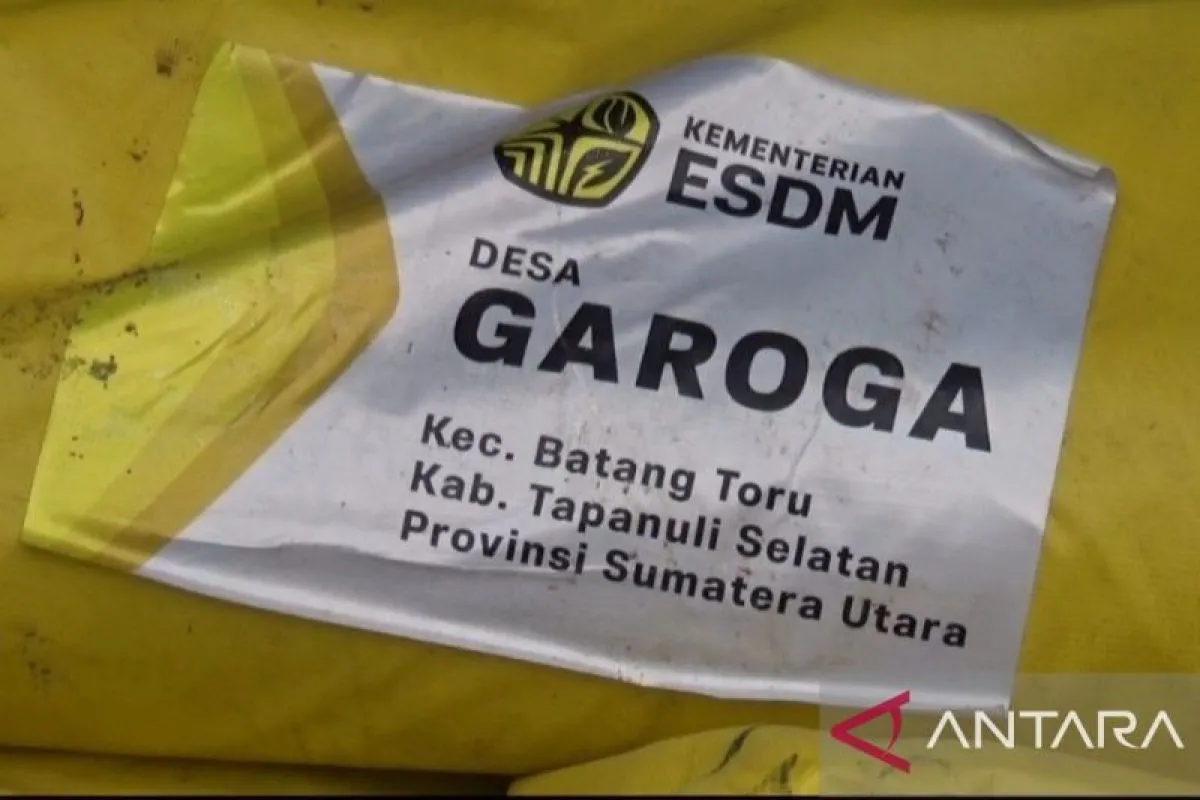 KEMENTERIAN
ESDM
DESA
GAROGA
Kec. Batang Toru
Kab. Tapanuli Selatan
Provinsi Sumatera Utara
ANTARA